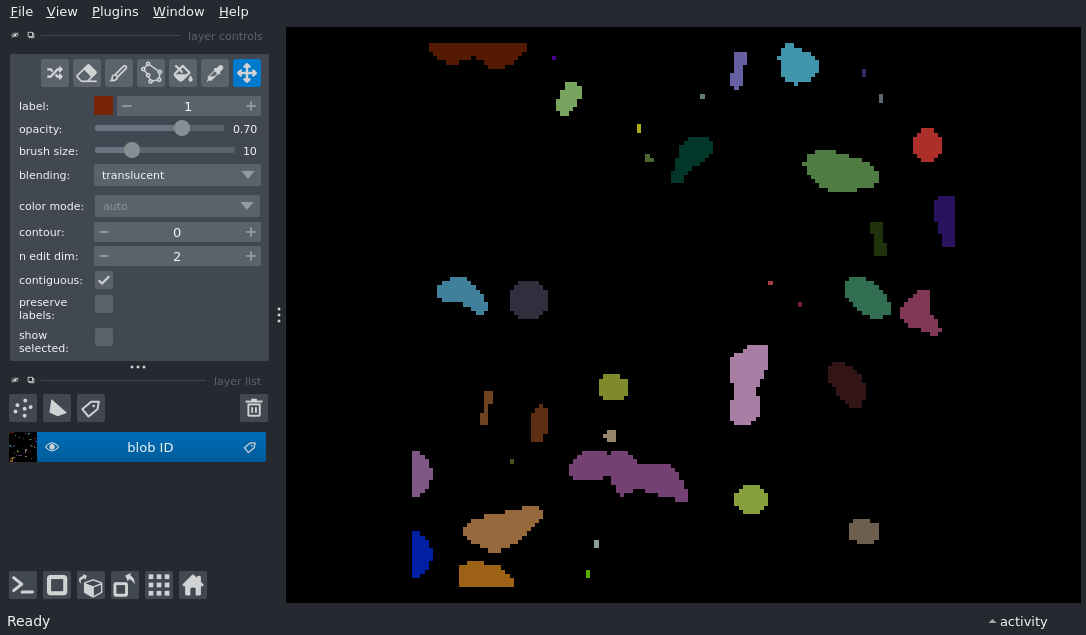 File View Plugins Window Help
layer controls
label: 1
opacity: 0.70
brush size: 10
blending: translucent
color mode: auto
contour: 0
n edit dim: 2
contiguous:
preserve
labels:
show
selected:
layer list
blob ID
Ready
activity